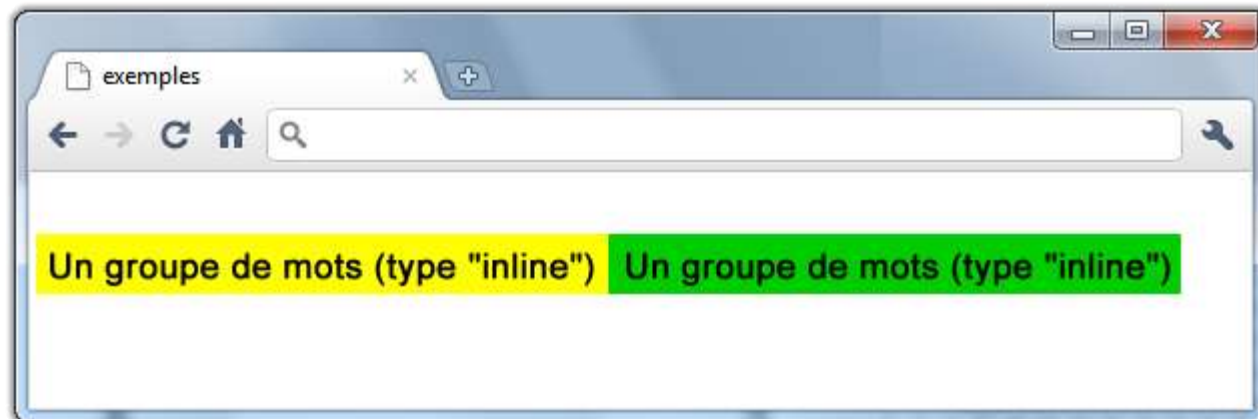 exemples
Un groupe de mots (type "inline") Un groupe de mots (type "inline")